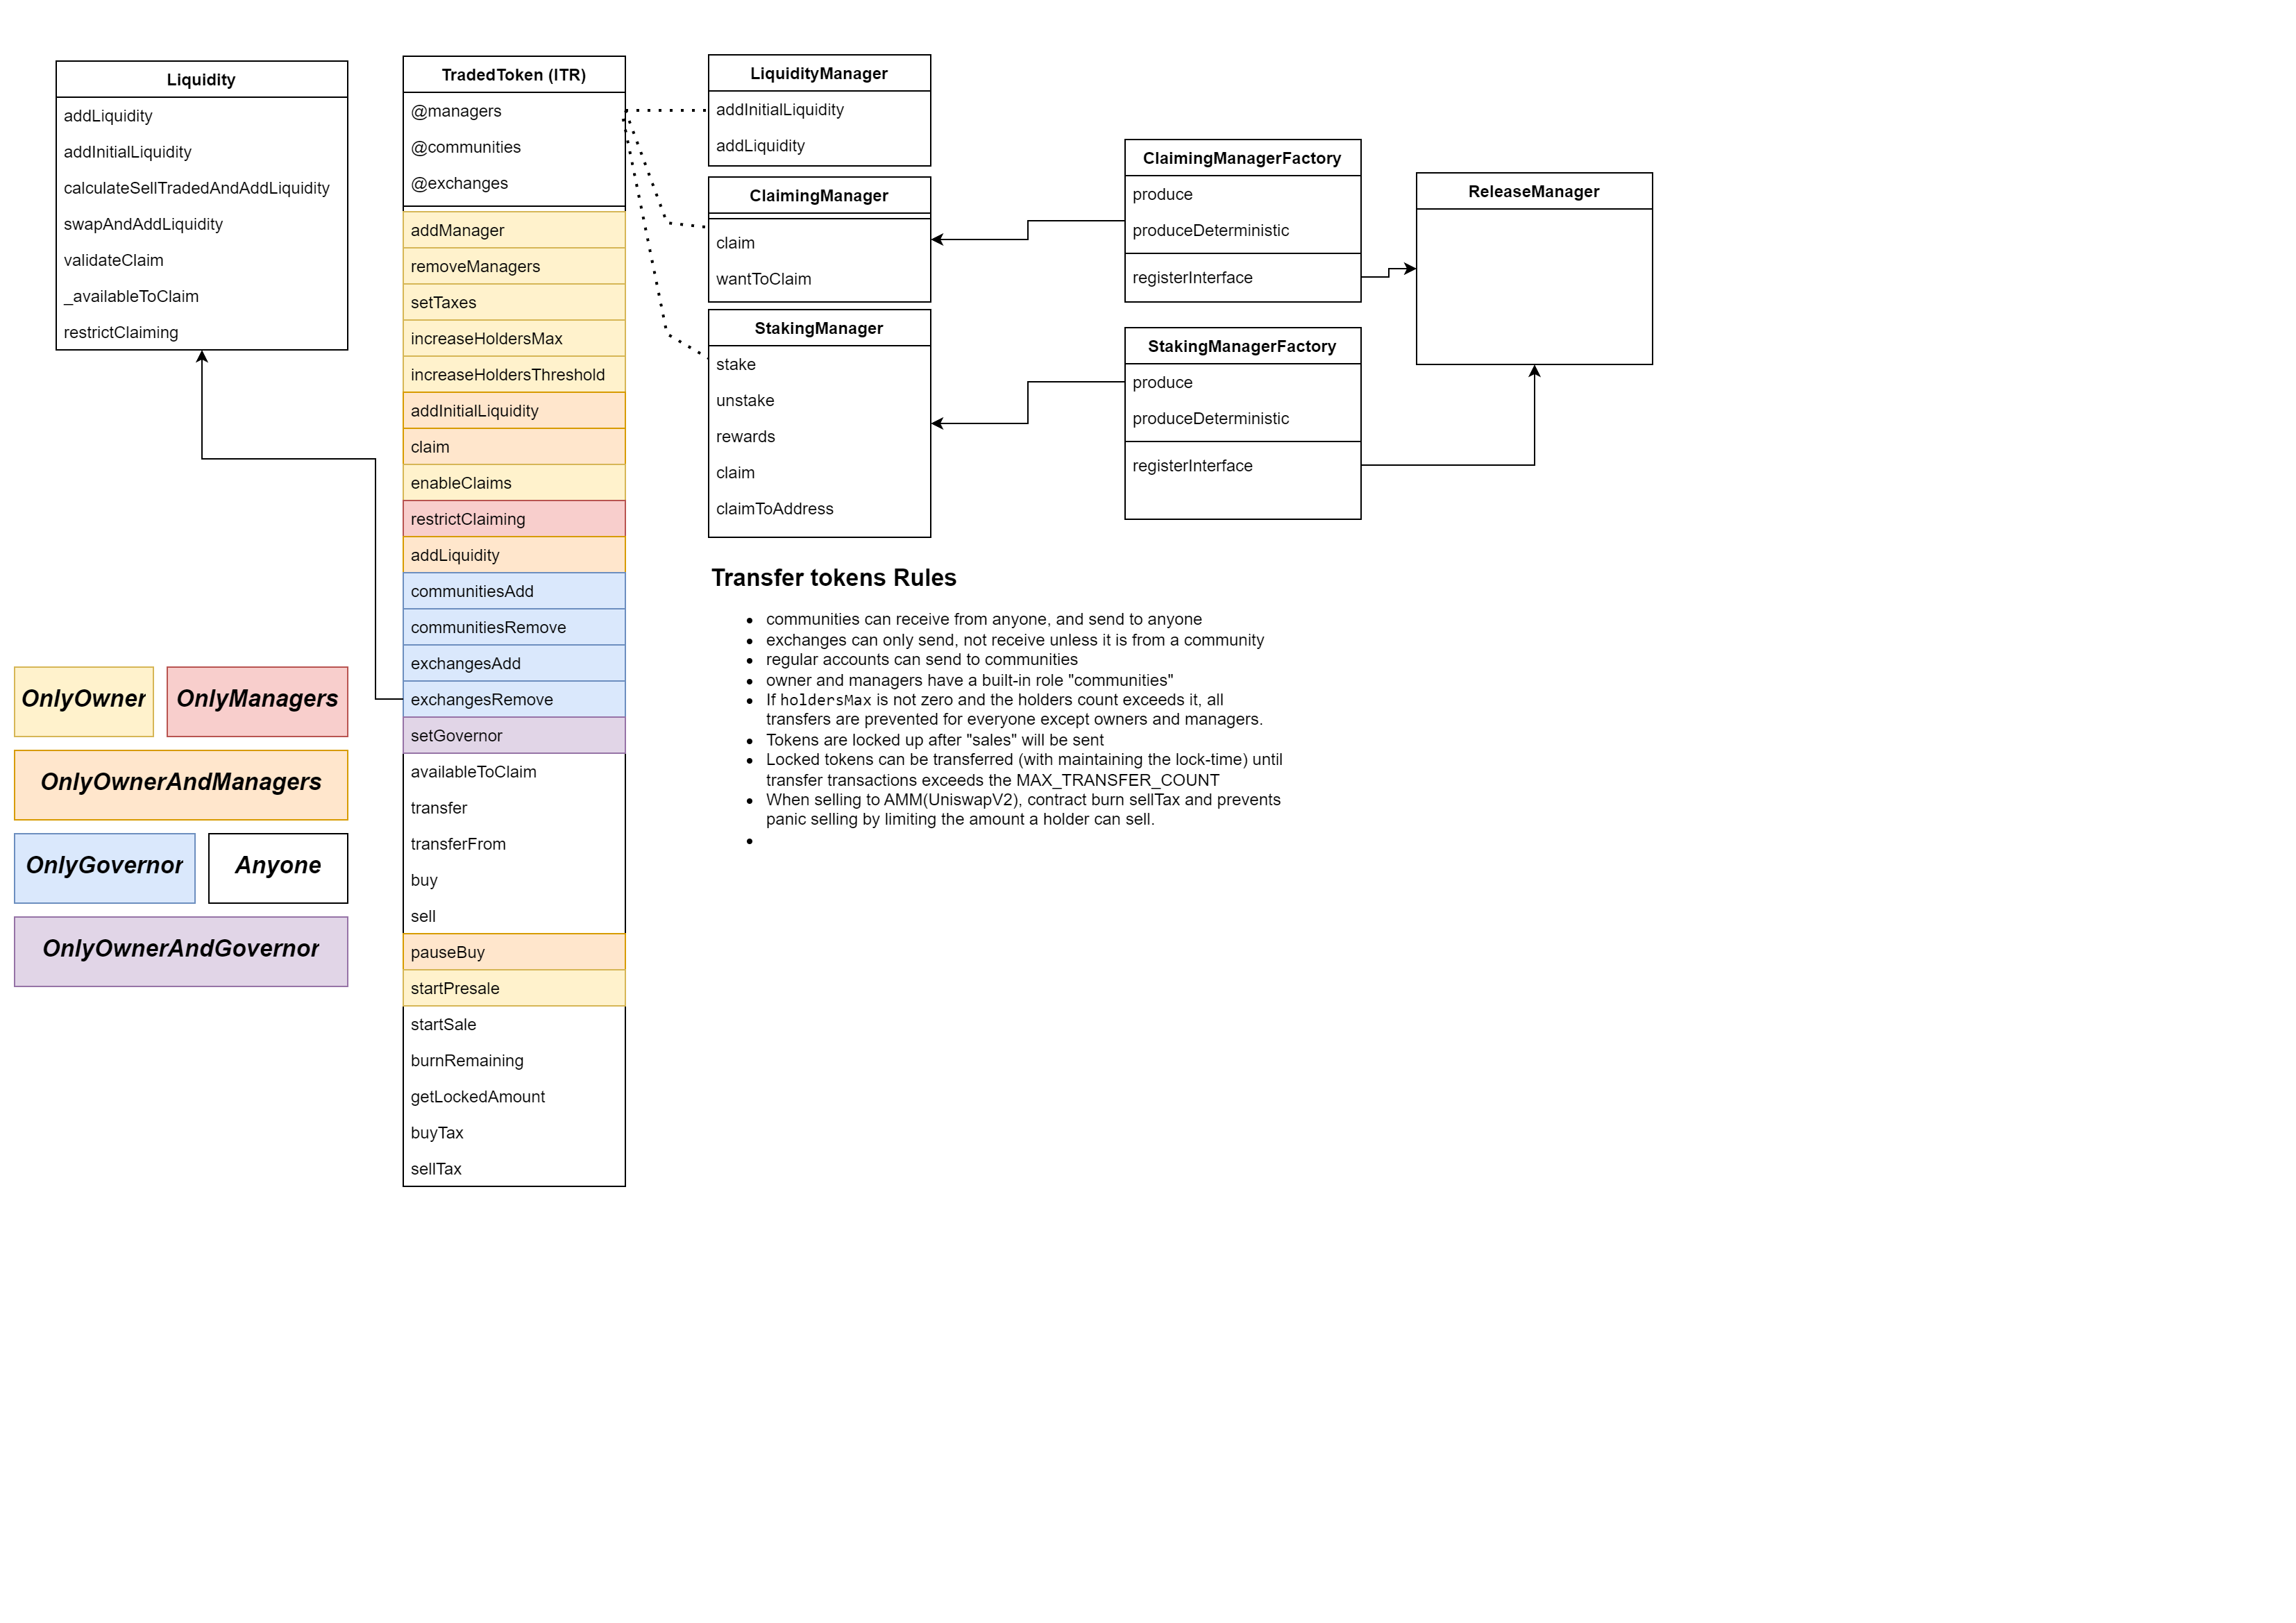 Liquidity
addLiquidity
addInitialLiquidity
calculateSellTradedAndAddLiquidity
swapAndAddLiquidity
validateClaim
_availableToClaim
restrictClaiming
OnlyOwner
OnlyManagers
OnlyOwnerAndManagers
OnlyGovernor
Anyone
OnlyOwnerAndGovernor
TradedToken (ITR)
@managers
@communities
@exchanges
addManager
removeManagers
setTaxes
increaseHoldersMax
increaseHoldersThreshold
addInitialLiquidity
claim
enableClaims
restrictClaiming
addLiquidity
communitiesAdd
communitiesRemove
exchangesAdd
exchangesRemove
setGovernor
availableToClaim
transfer
transferFrom
buy
sell
pauseBuy
startPresale
startSale
burnRemaining
getLockedAmount
buyTax
sellTax
LiquidityManager
addInitialLiquidity
addLiquidity
ClaimingManager
claim
wantToClaim
StakingManager
stake
unstake
rewards
claim
claimToAddress
ClaimingManagerFactory
produce
produceDeterministic
registerInterface
StakingManagerFactory
produce
produceDeterministic
registerInterface
ReleaseManager
Transfer tokens Rules
• communities can receive from anyone, and send to anyone
• exchanges can only send, not receive unless it is from a community
• regular accounts can send to communities
• owner and managers have a built-in role "communities"
• If holdersMax is not zero and the holders count exceeds it, all
transfers are prevented for everyone except owners and managers.
• Tokens are locked up after "sales" will be sent
• Locked tokens can be transferred (with maintaining the lock-time) until
transfer transactions exceeds the MAX_TRANSFER_COUNT
• When selling to AMM(UniswapV2), contract burn sellTax and prevents
panic selling by limiting the amount a holder can sell.
•